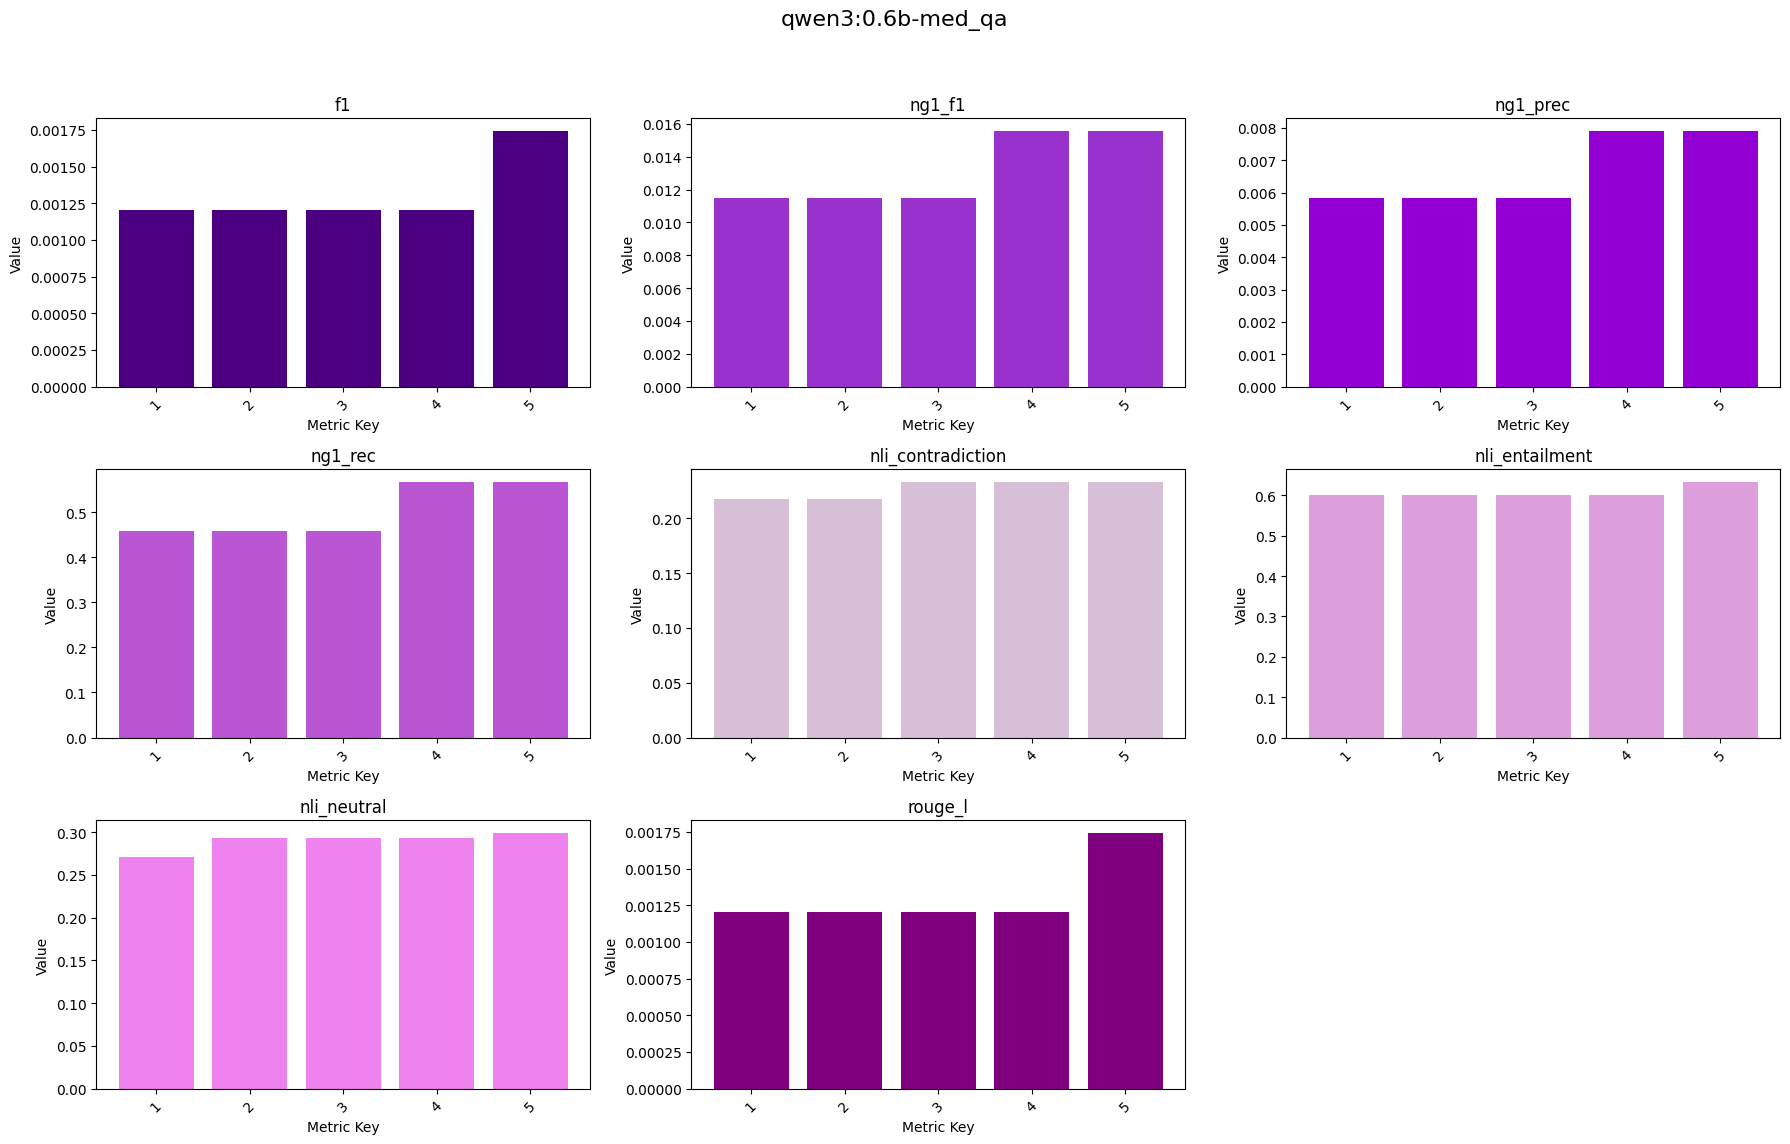 qwen3:0.6b-med_qa
f1
0.00175
0.00150
0.00125
0.00100
0.00075
0.00050
0.00025
0.00000
Value
1 2 3 4 5
Metric Key
ng1_f1
0.016
0.014
0.012
0.010
0.008
0.006
0.004
0.002
0.000
Value
1 2 3 4 5
Metric Key
ng1_prec
0.008
0.007
0.006
0.005
0.004
0.003
0.002
0.001
0.000
Value
1 2 3 4 5
Metric Key
ng1_rec
0.5
0.4
0.3
0.2
0.1
0.0
Value
1 2 3 4 5
Metric Key
nli_contradiction
0.20
0.15
0.10
0.05
0.00
Value
1 2 3 4 5
Metric Key
nli_entailment
0.6
0.5
0.4
0.3
0.2
0.1
0.0
Value
1 2 3 4 5
Metric Key
nli_neutral
0.30
0.25
0.20
0.15
0.10
0.05
0.00
Value
1 2 3 4 5
Metric Key
rouge_l
0.00175
0.00150
0.00125
0.00100
0.00075
0.00050
0.00025
0.00000
Value
1 2 3 4 5
Metric Key